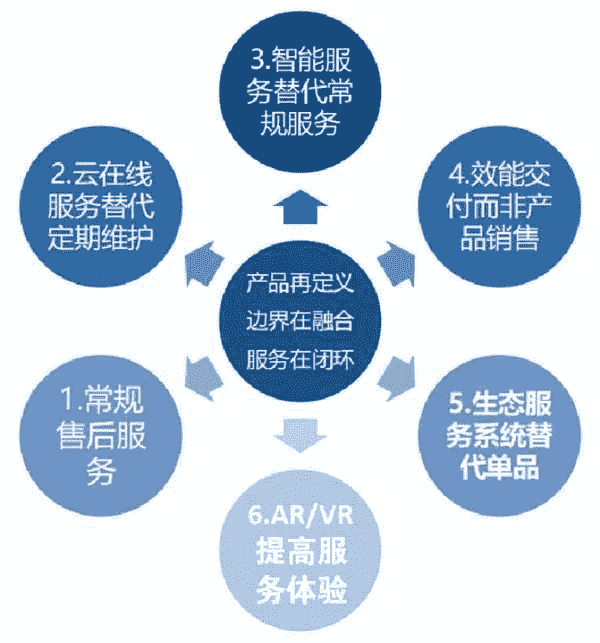 3.智能服
务替代常
规服务
2.云在线
服务替代
定期维护
4.效能交
付而非产
品销售
产品再定义
边界在融合
服务在闭环
1.常规
售后服
务
5.生态服
务系统替
代单品
6.AR/VR
提高服
务体验